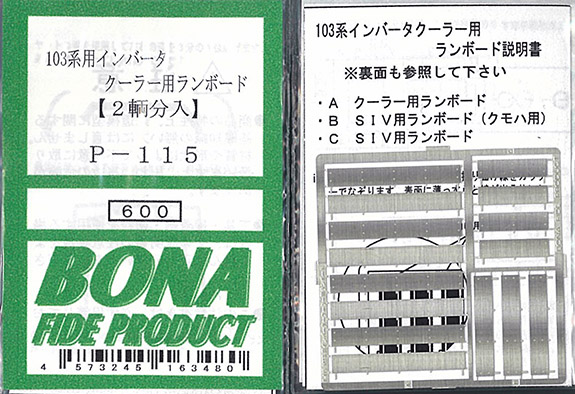 103系用インバータ
クーラー用ランボード
【２輌分入】
Ｐ－１１５
６００
BONA
FIDE PRODUCT
4 573245 163480
103系インバータクーラー用
ランボード説明書
※裏面も参照して下さい
・Ａ　クーラー用ランボード
・Ｂ　ＳＩＶ用ランボード（クモハ用）
・Ｃ　ＳＩＶ用ランボード